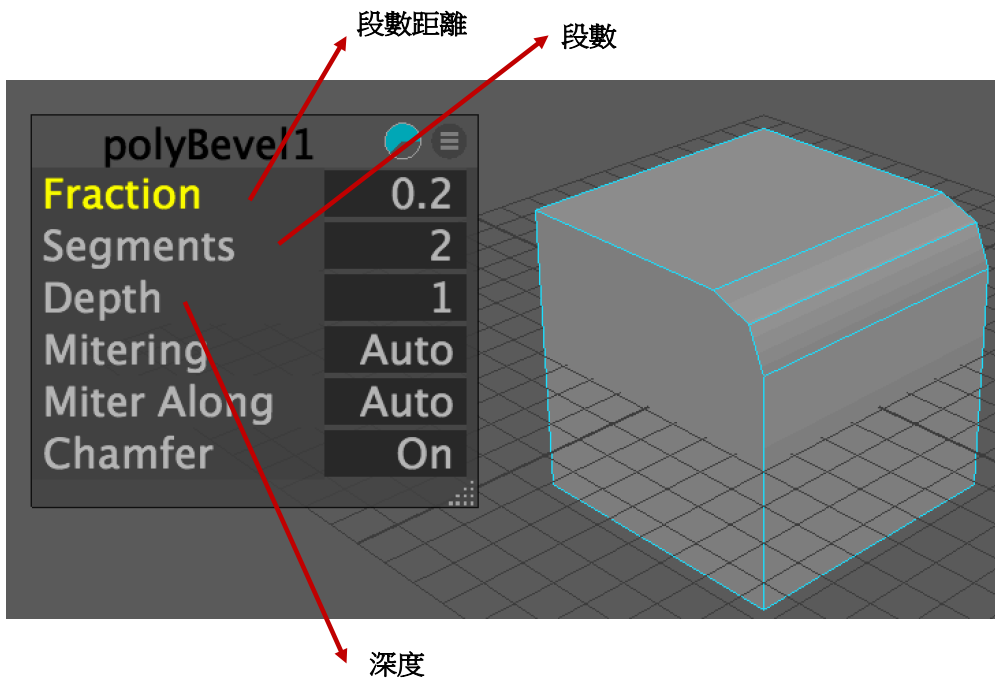 段數距離
段數
polyBevel1
Fraction 0.2
Segments 2
Depth 1
Mitering Auto
Miter Along Auto
Chamfer On
深度